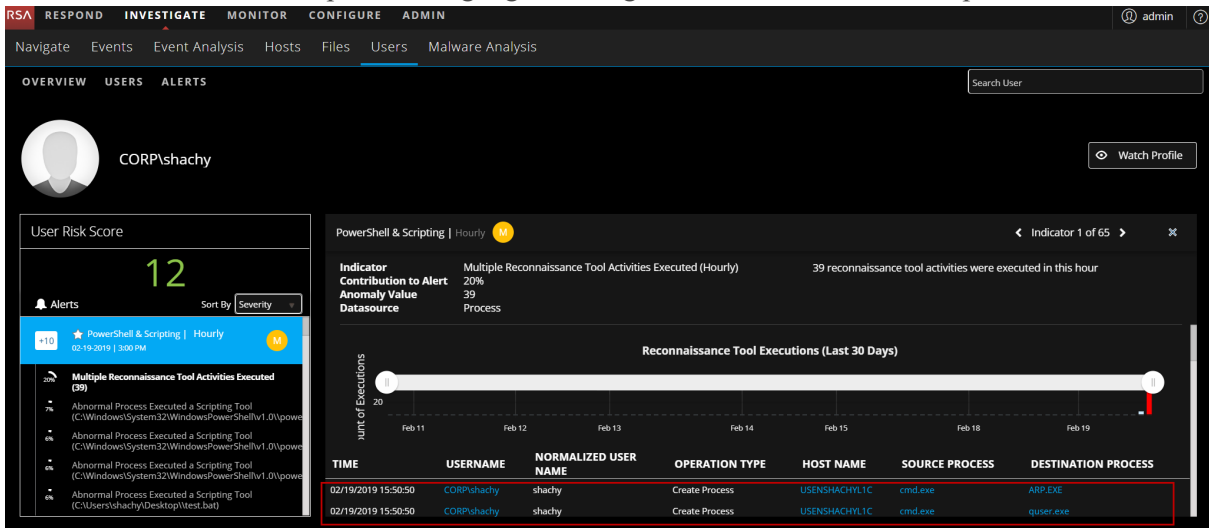 RSA RESPOND INVESTIGATE MONITOR CONFIGURE ADMIN admin ?
Navigate Events Event Analysis Hosts Files Users Malware Analysis
OVERVIEW USERS ALERTS Search User
CORP\shachy Watch Profile
User Risk Score
12
Alerts Sort By Severity
+10 PowerShell & Scripting | Hourly M
02-19-2019 | 3:00 PM
20% Multiple Reconnaissance Tool Activities Executed
(39)
7% Abnormal Process Executed a Scripting Tool
(C:\Windows\System32\WindowsPowerShell\v1.0\\powe
6% Abnormal Process Executed a Scripting Tool
(C:\Windows\System32\WindowsPowerShell\v1.0\\powe
6% Abnormal Process Executed a Scripting Tool
(C:\Windows\System32\WindowsPowerShell\v1.0\\powe
6% Abnormal Process Executed a Scripting Tool
(C:\Users\shachy\Desktop\\test.bat)
PowerShell & Scripting | Hourly M Indicator 1 of 65
Indicator Multiple Reconnaissance Tool Activities Executed (Hourly) 39 reconnaissance tool activities were executed in this hour
Contribution to Alert 20%
Anomaly Value 39
Datasource Process
Reconnaissance Tool Executions (Last 30 Days)
ount of Executions
20
Feb 11 Feb 12 Feb 13 Feb 14 Feb 15 Feb 18 Feb 19
TIME USERNAME NORMALIZED USER NAME OPERATION TYPE HOST NAME SOURCE PROCESS DESTINATION PROCESS
02/19/2019 15:50:50 CORP\shachy shachy Create Process USENSHACHYL1C cmd.exe ARP.EXE
02/19/2019 15:50:50 CORP\shachy shachy Create Process USENSHACHYL1C cmd.exe quser.exe